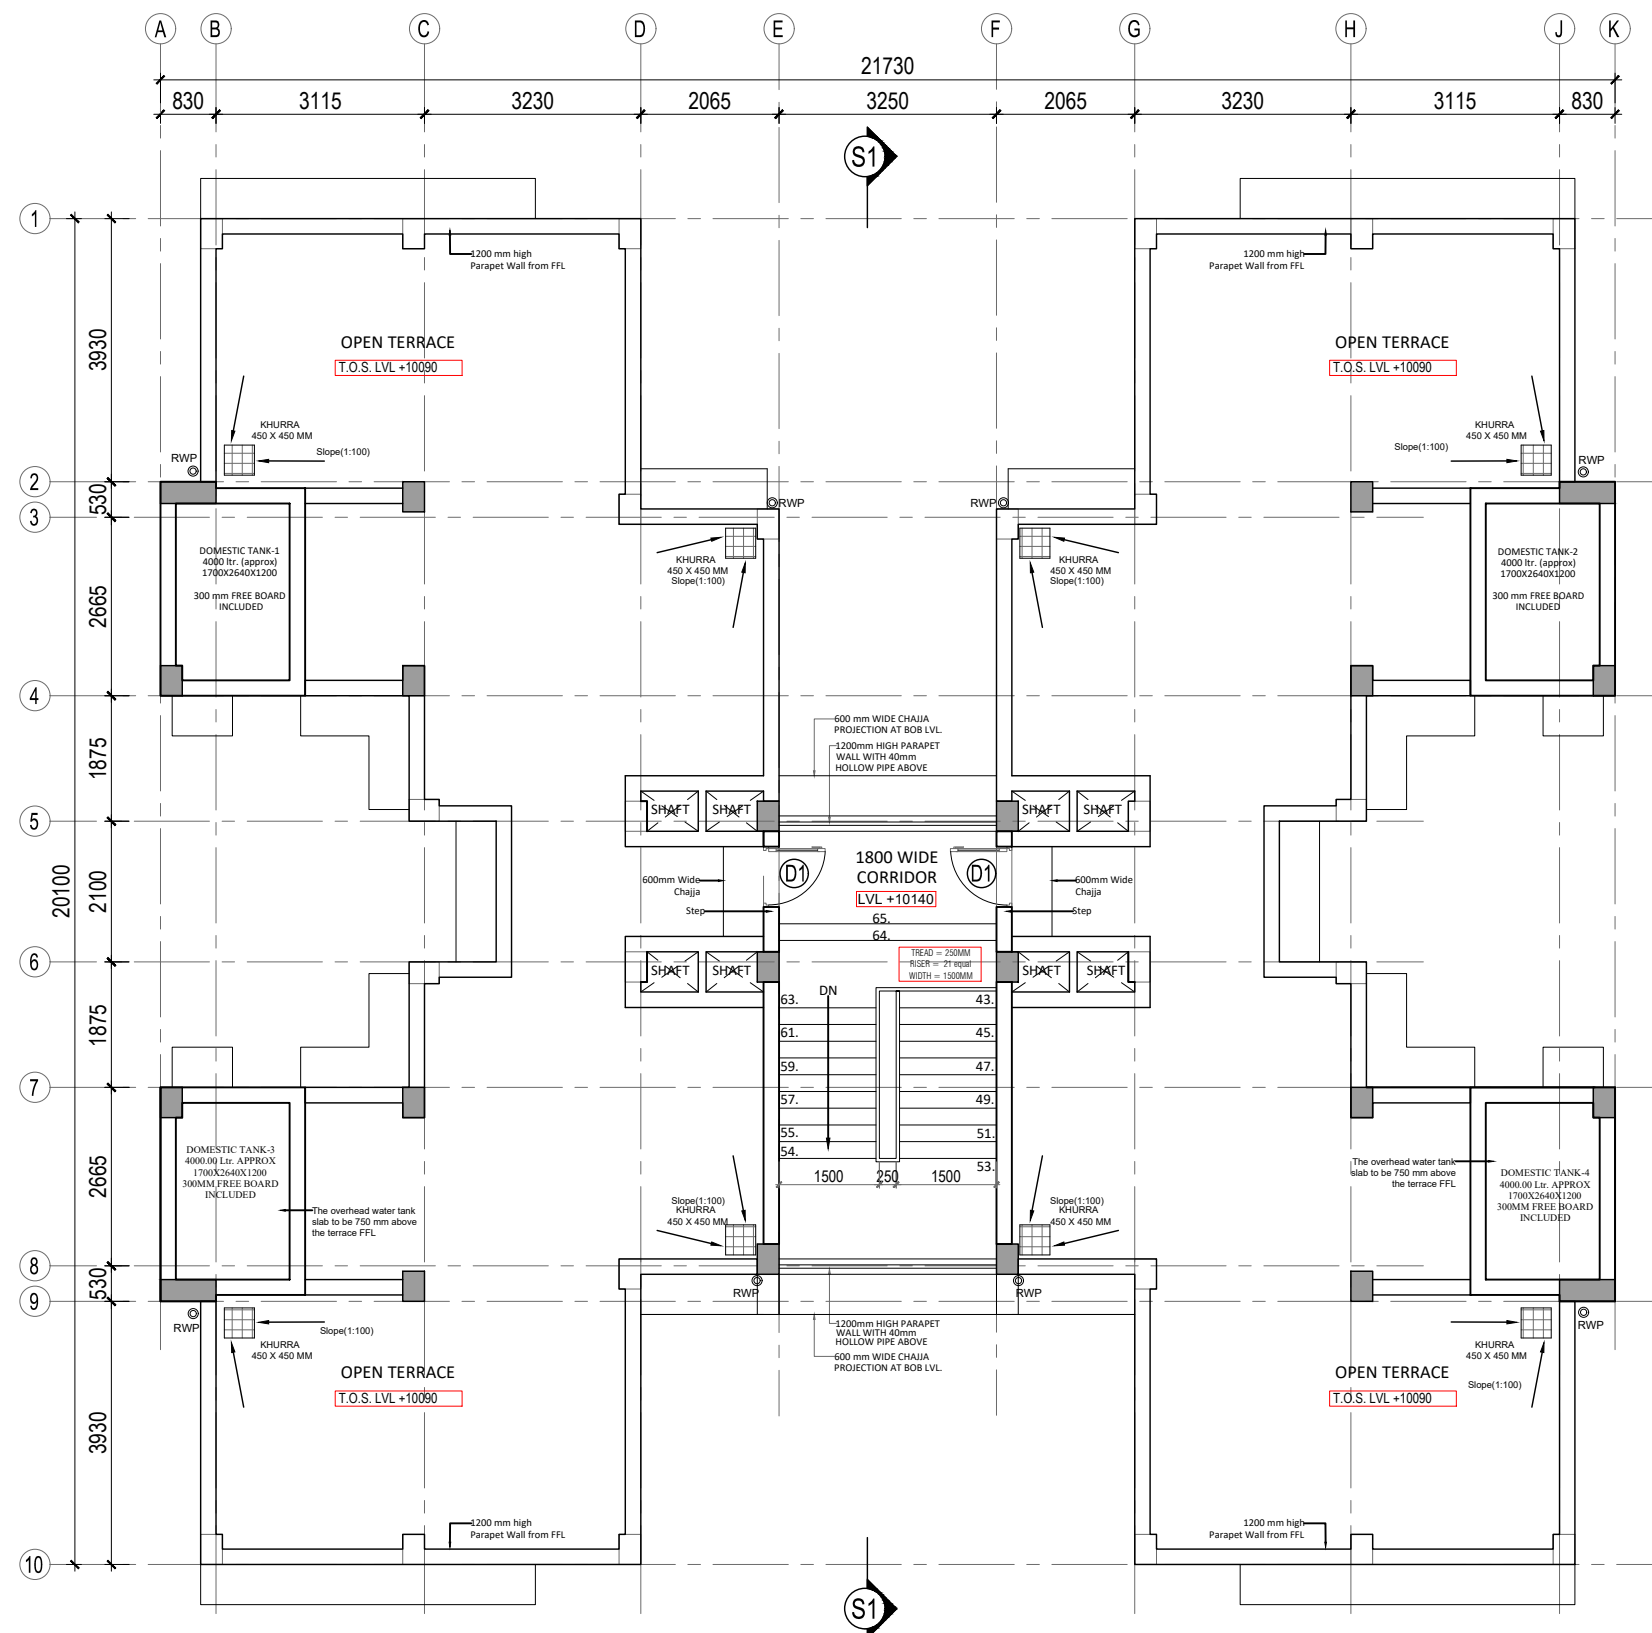 A B C D E F G H J K
21730
830 3115 3230 2065 3250 2065 3230 3115 830
S1
1
1200 mm high
Parapet Wall from FFL
1200 mm high
Parapet Wall from FFL
3930
OPEN TERRACE
T.O.S. LVL +10090
OPEN TERRACE
T.O.S. LVL +10090
KHURRA
450 X 450 MM
Slope(1:100)
RWP
KHURRA
450 X 450 MM
Slope(1:100)
RWP
2
530
3
RWP
RWP
DOMESTIC TANK-1
4000 ltr. (approx)
1700X2640X1200
300 mm FREE BOARD
INCLUDED
KHURRA
450 X 450 MM
Slope(1:100)
KHURRA
450 X 450 MM
Slope(1:100)
DOMESTIC TANK-2
4000 ltr. (approx)
1700X2640X1200
300 mm FREE BOARD
INCLUDED
2665
4
1875
600 mm WIDE CHAJJA
PROJECTION AT BOB LVL.
1200mm HIGH PARAPET
WALL WITH 40mm
HOLLOW PIPE ABOVE
SHAFT SHAFT SHAFT SHAFT
5
20100
2100
600mm Wide
Chajja
D1
1800 WIDE
CORRIDOR
LVL +10140
D1
600mm Wide
Chajja
Step
Step
65.
64.
TREAD = 250MM
RISER = 21 equal
WIDTH = 1500MM
6
SHAFT SHAFT SHAFT SHAFT
1875
DN
63. 43.
61. 45.
59. 47.
57. 49.
55. 51.
54.
53.
1500 250 1500
7
2665
DOMESTIC TANK-3
4000.00 Ltr. APPROX
1700X2640X1200
300MM FREE BOARD
INCLUDED
The overhead water tank
slab to be 750 mm above
the terrace FFL
Slope(1:100)
KHURRA
450 X 450 MM
Slope(1:100)
KHURRA
450 X 450 MM
The overhead water tank
slab to be 750 mm above
the terrace FFL
DOMESTIC TANK-4
4000.00 Ltr. APPROX
1700X2640X1200
300MM FREE BOARD
INCLUDED
8
530
9
RWP
RWP
RWP
Slope(1:100)
KHURRA
450 X 450 MM
1200mm HIGH PARAPET
WALL WITH 40mm
HOLLOW PIPE ABOVE
600 mm WIDE CHAJJA
PROJECTION AT BOB LVL.
RWP
KHURRA
450 X 450 MM
Slope(1:100)
OPEN TERRACE
T.O.S. LVL +10090
OPEN TERRACE
T.O.S. LVL +10090
3930
1200 mm high
Parapet Wall from FFL
1200 mm high
Parapet Wall from FFL
10
S1